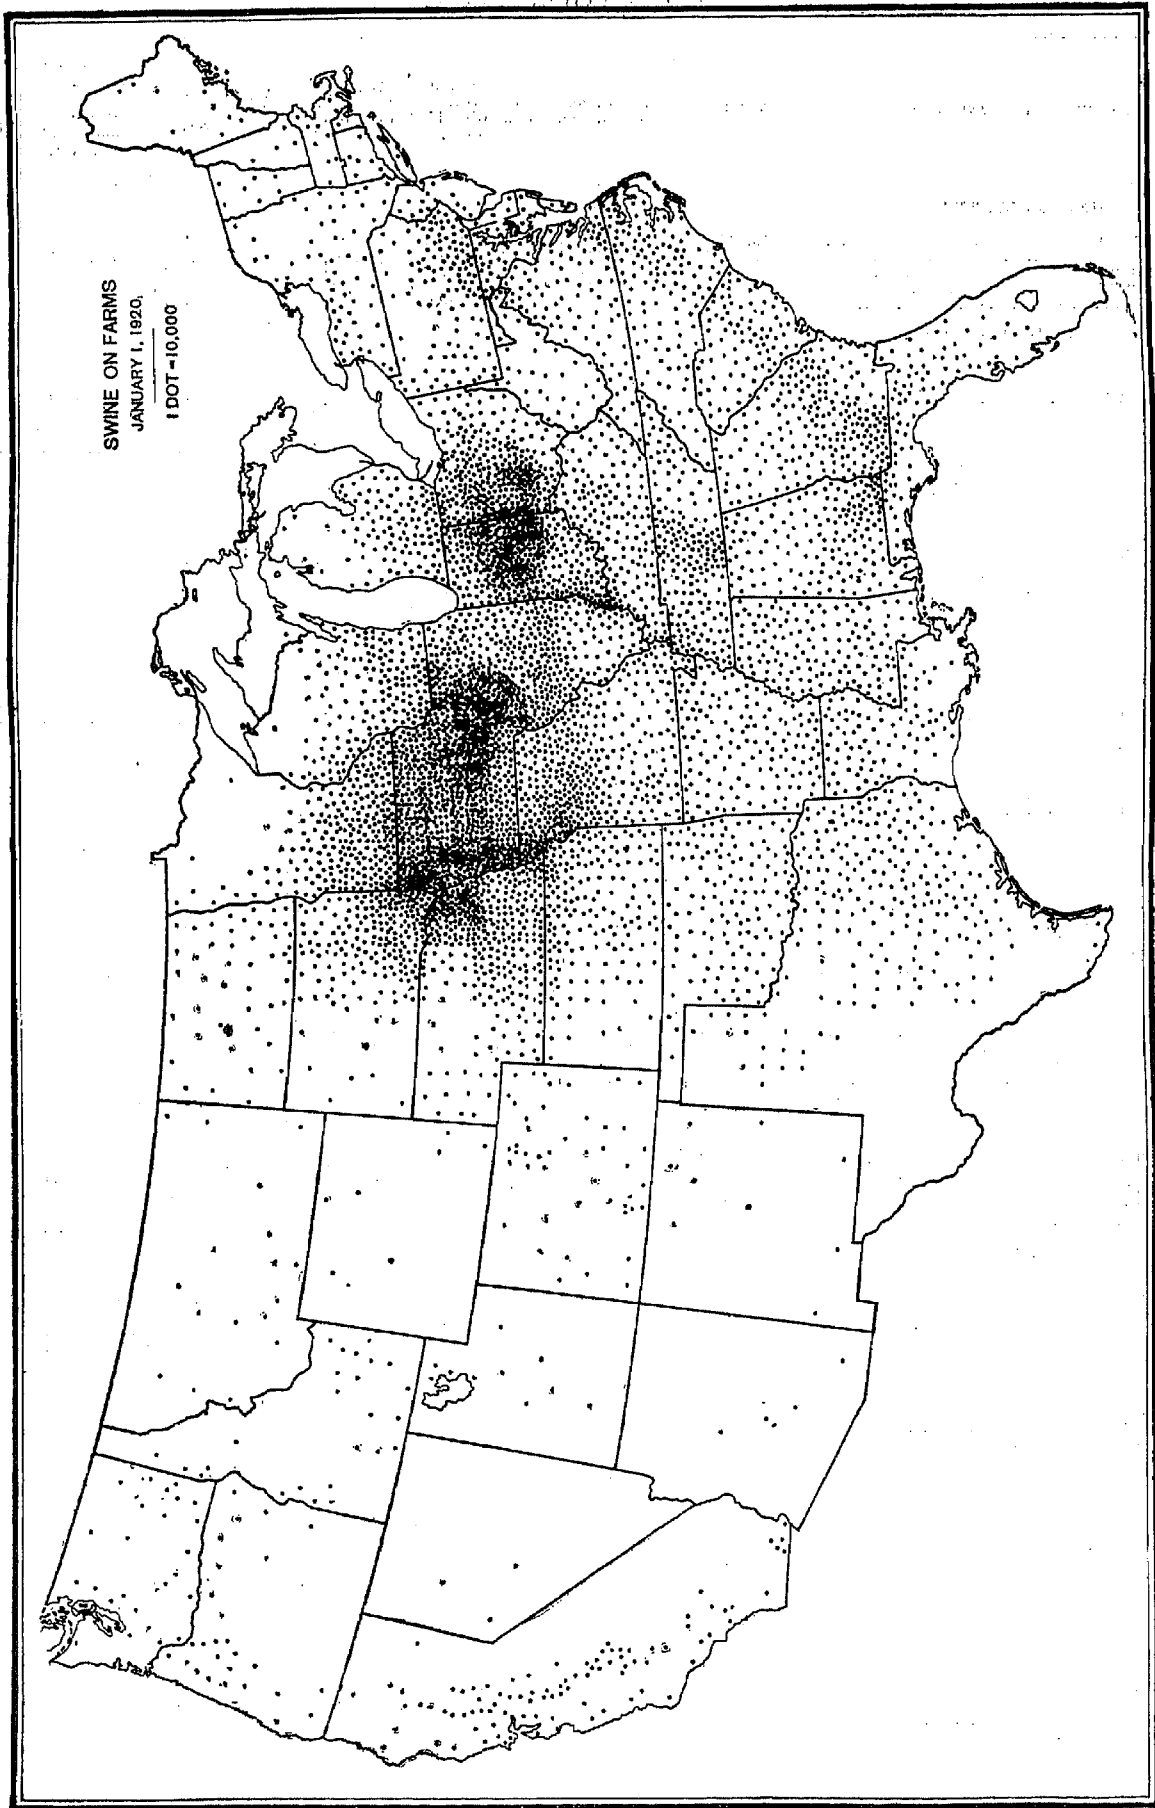 SWINE ON FARMS
JANUARY 1, 1920,
1 DOT = 10,000